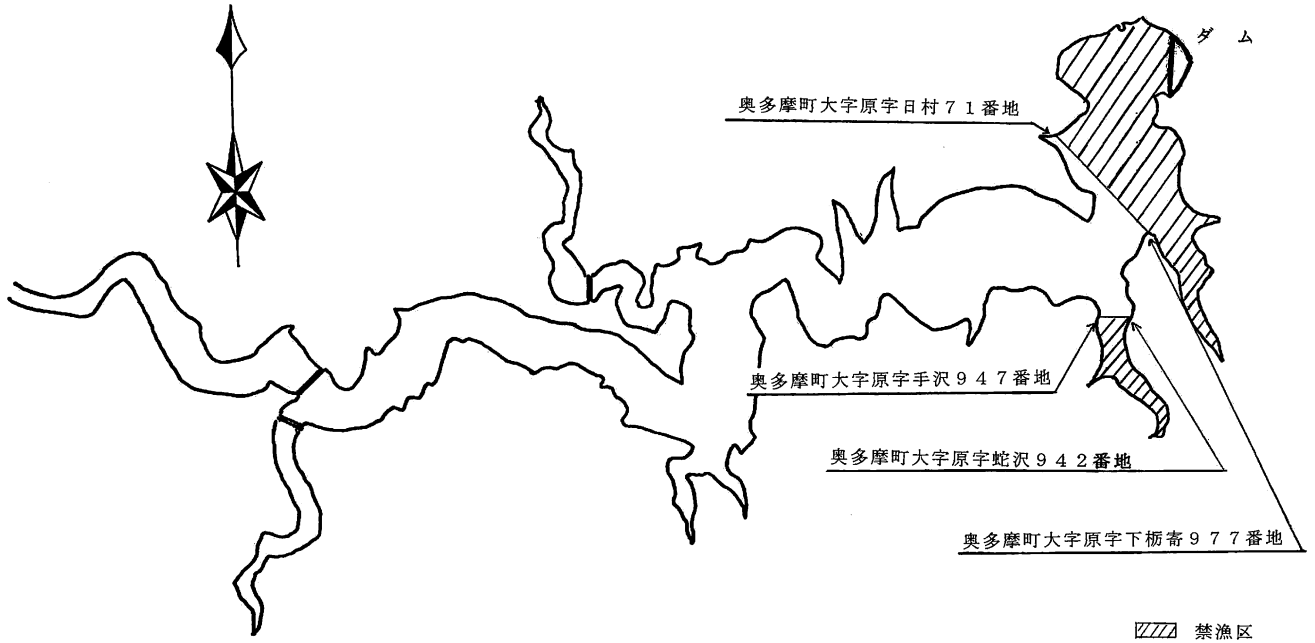 ダム
奥多摩町大字原字日村71番地
奥多摩町大字原字手沢947番地
奥多摩町大字原字蛇沢942番地
奥多摩町大字原字下栃寄977番地
禁漁区